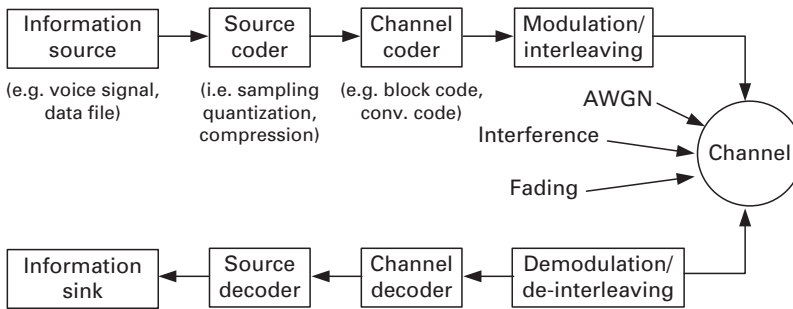 Information
source
Source
coder
Channel
coder
Modulation/
interleaving
(e.g. voice signal,
data file)
(i.e. sampling
quantization,
compression)
(e.g. block code,
conv. code)
AWGN
Interference
Fading
Channel
Information
sink
Source
decoder
Channel
decoder
Demodulation/
de-interleaving